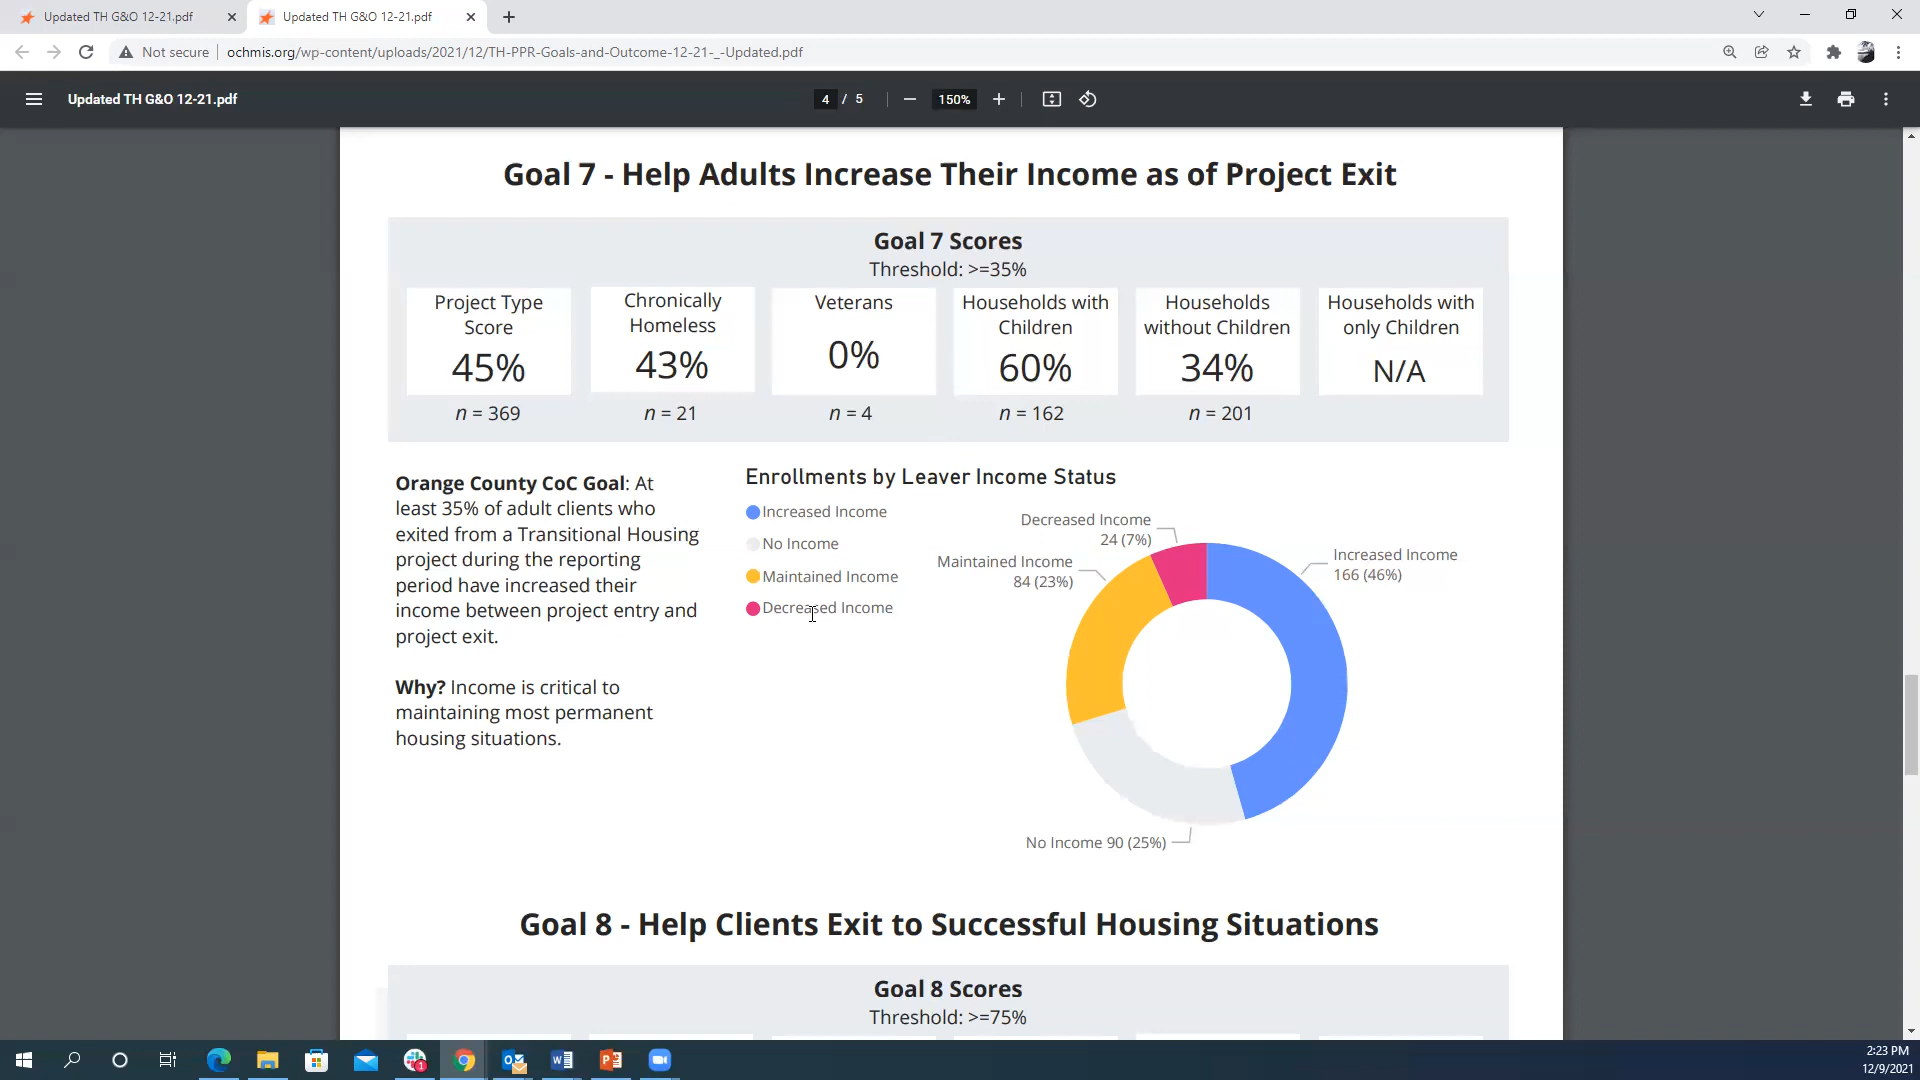 Updated TH G&O 12-21.pdf
Updated TH G&O 12-21.pdf
Not secure
ochmis.org/wp-content/uploads/2021/12/TH-PPR-Goals-and-Outcome-12-21-_-Updated.pdf
Updated TH G&O 12-21.pdf
4 / 5
150%
Goal 7 - Help Adults Increase Their Income as of Project Exit
Goal 7 Scores
Threshold: >=35%
Project Type
Score
45%
n = 369
Chronically
Homeless
43%
n = 21
Veterans
0%
n = 4
Households with
Children
60%
n = 162
Households
without Children
34%
n = 201
Households with
only Children
N/A
Orange County CoC Goal: At
least 35% of adult clients who
exited from a Transitional Housing
project during the reporting
period have increased their
income between project entry and
project exit.
Why? Income is critical to
maintaining most permanent
housing situations.
Enrollments by Leaver Income Status
Increased Income
No Income
Maintained Income
Decreased Income
Decreased Income
24 (7%)
Maintained Income
84 (23%)
Increased Income
166 (46%)
No Income 90 (25%)
Goal 8 - Help Clients Exit to Successful Housing Situations
Goal 8 Scores
Threshold: >=75%
2:23 PM
12/9/2021